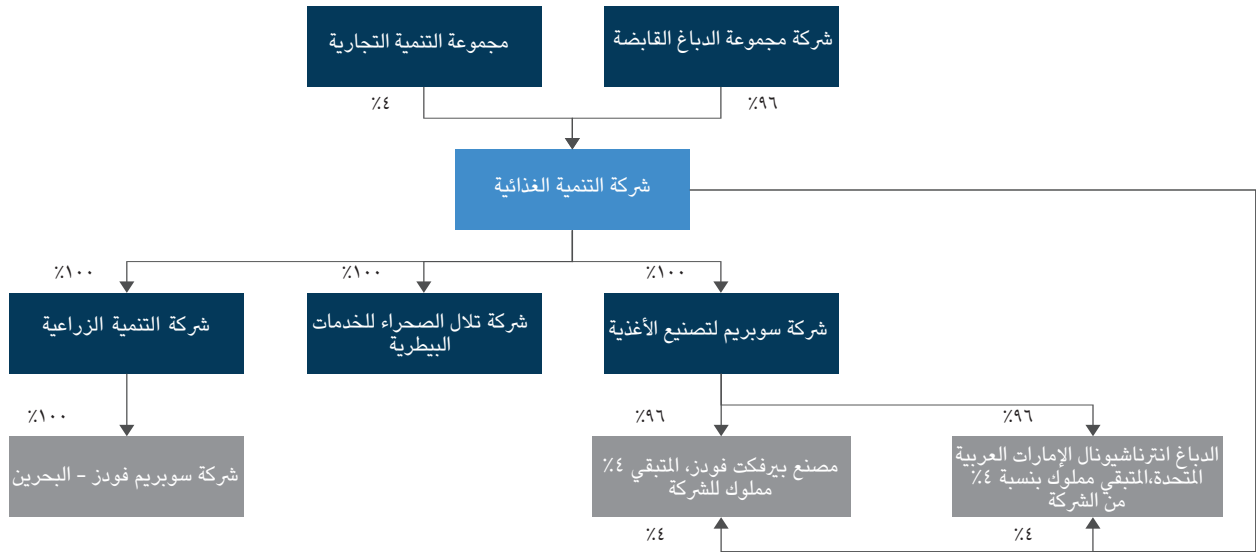 شركة مجموعة الدباغ القابضة
مجموعة التنمية التجارية
٩٦٪
٤٪
شركة التنمية الغذائية
١٠٠٪
١٠٠٪
١٠٠٪
شركة سوبريم لتصنيع الأغذية
شركة تلال الصحراء للخدمات
البيطرية
شركة التنمية الزراعية
٩٦٪
٩٦٪
١٠٠٪
الدباغ انترناشيونال الإمارات العربية
المتحدة،المتبقي مملوك بنسبة ٤٪
من الشركة
مصنع بيرفكت فودز، المتبقي ٤٪
مملوك للشركة
شركة سوبريم فودز – البحرين
٤٪
٤٪